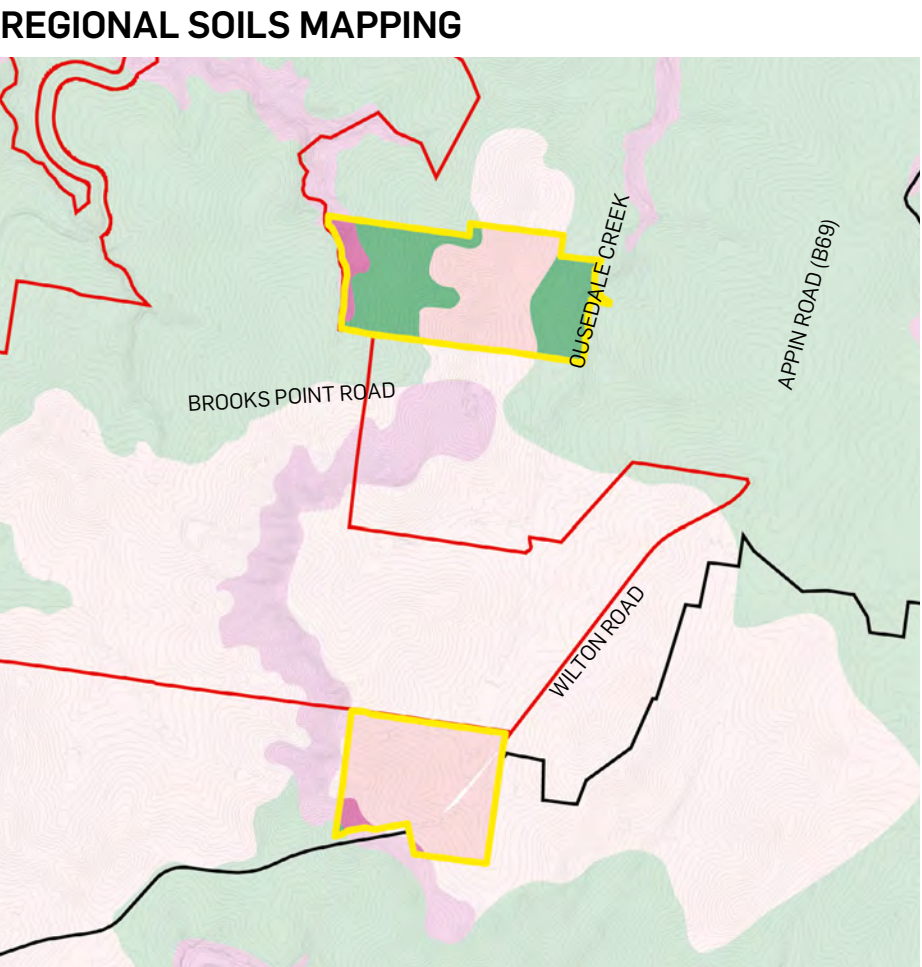 REGIONAL SOILS MAPPING
OUSEDALE CREEK
APPIN ROAD (B69)
BROOKS POINT ROAD
WILTON ROAD